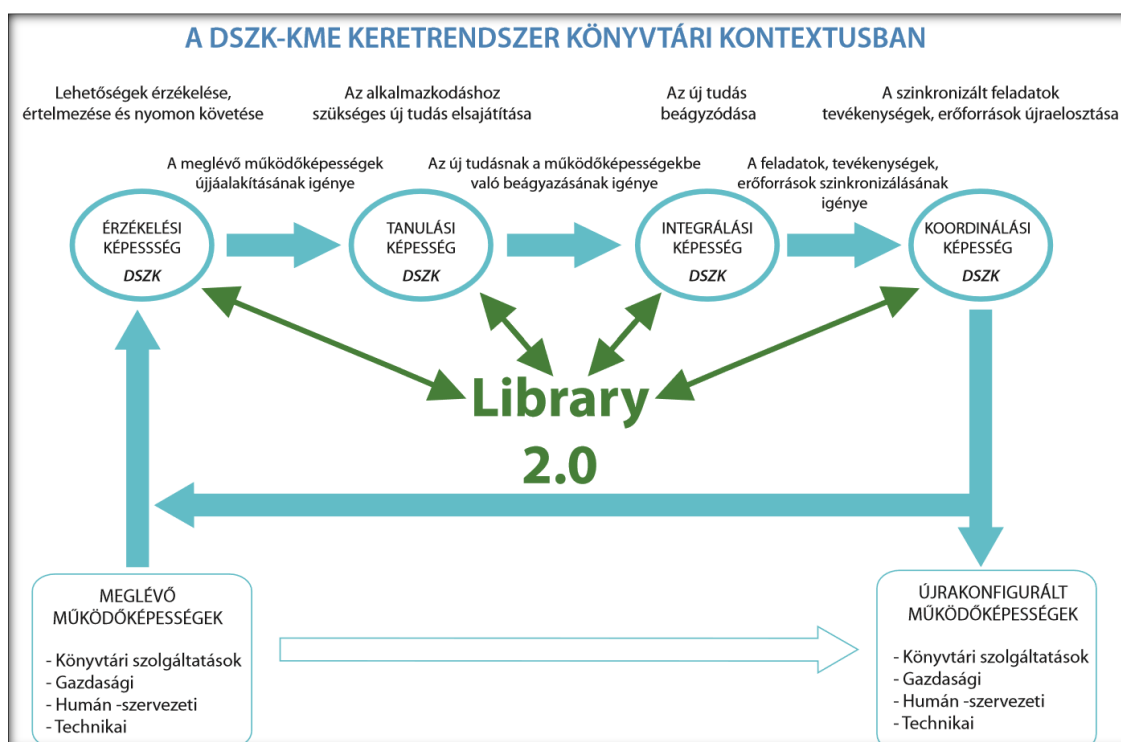 A DSZK-KME KERETRENDSZER KÖNYVTÁRI KONTEXTUSBAN
Lehetőségek érzékelése,
értelmezése és nyomon követése
Az alkalmazkodáshoz
szükséges új tudás elsajátítása
Az új tudás
beágyzódása
A szinkronizált feladatok
tevékenységek, erőforrások újraelosztása
A meglévő működőképességek
újjáalakításának igénye
Az új tudásnak a működőképességekbe
való beágyazásának igénye
A feladatok, tevékenységek,
erőforrások szinkronizálásának
igénye
ÉRZÉKELÉSI
KÉPESSSÉG
DSZK
TANULÁSI
KÉPESSÉG
DSZK
INTEGRÁLÁSI
KÉPESSÉG
DSZK
KOORDINÁLÁSI
KÉPESSÉG
DSZK
Library
2.0
MEGLÉVŐ
MŰKÖDŐKÉPESSÉGEK
- Könyvtári szolgáltatások
- Gazdasági
- Humán -szervezeti
- Technikai
ÚJRAKONFIGURÁLT
MŰKÖDŐKÉPESSÉGEK
- Könyvtári szolgáltatások
- Gazdasági
- Humán -szervezeti
- Technikai